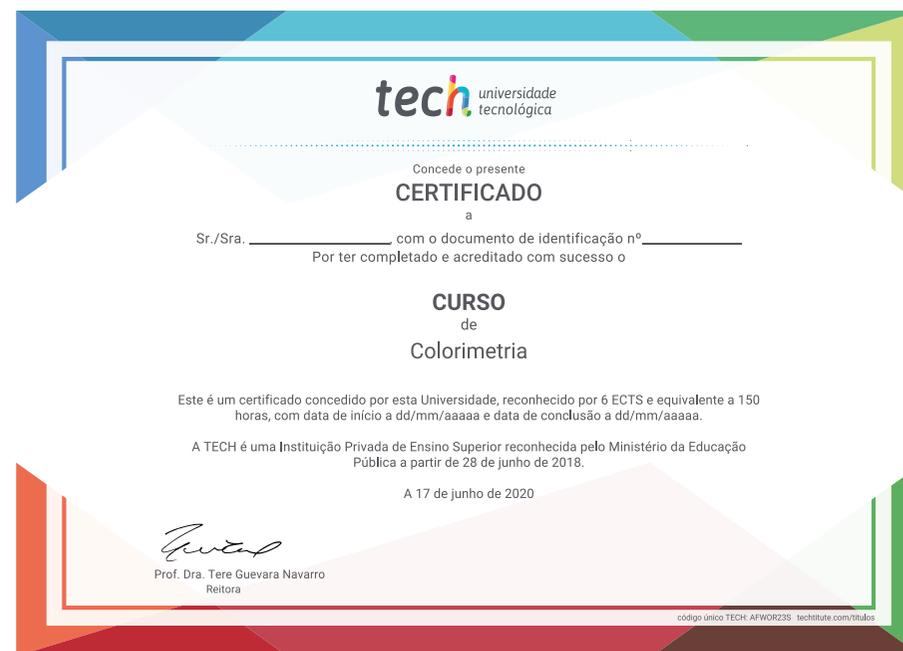 tech universidade
tecnológica
Concede o presente
CERTIFICADO
a
Sr./Sra. ________________, com o documento de identificação nº____________
Por ter completado e acreditado com sucesso o
CURSO
de
Colorimetria
Este é um certificado concedido por esta Universidade, reconhecido por 6 ECTS e equivalente a 150
horas, com data de início a dd/mm/aaaaa e data de conclusão a dd/mm/aaaaa.
A TECH é uma Instituição Privada de Ensino Superior reconhecida pelo Ministério da Educação
Pública a partir de 28 de junho de 2018.
A 17 de junho de 2020
Prof. Dra. Tere Guevara Navarro
Reitora
código único TECH: AFWOR23S techtitute.com/titulos